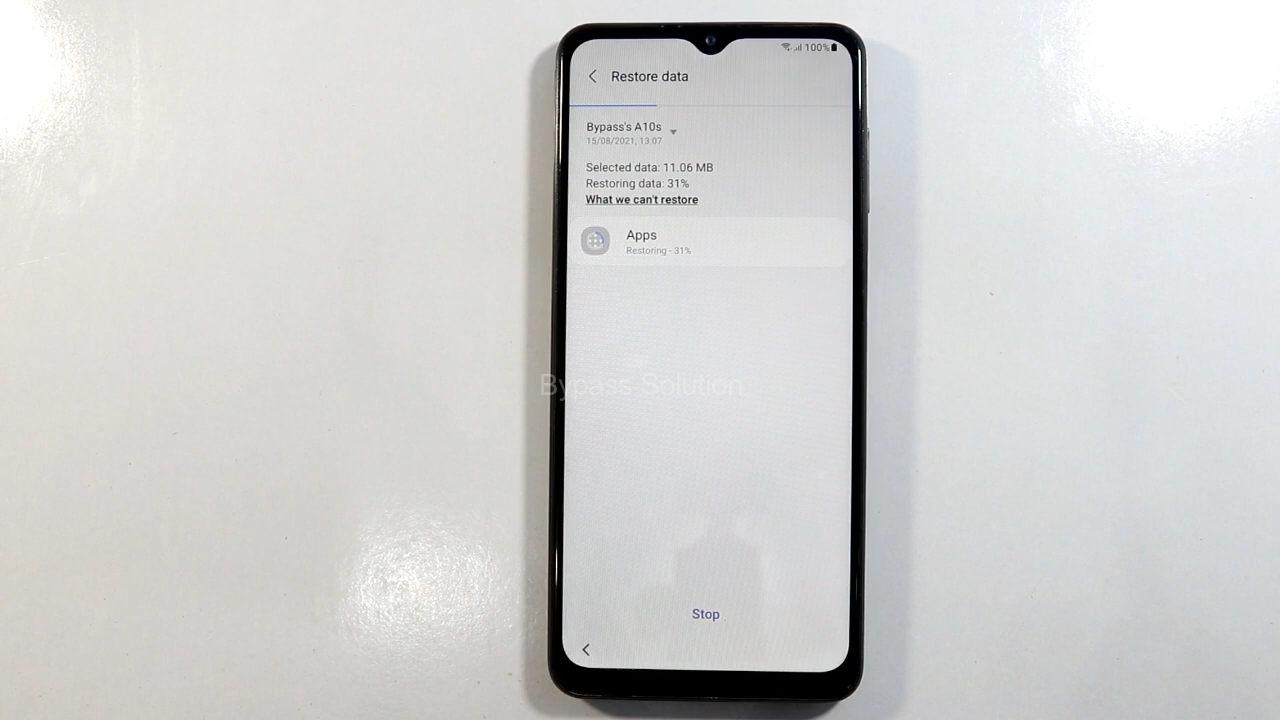 100%
Restore data
Bypass's A10s
15/08/2021, 13:07
Selected data: 11.06 MB
Restoring data: 31%
What we can't restore
Apps
Restoring - 31%
Bypass Solution
Stop